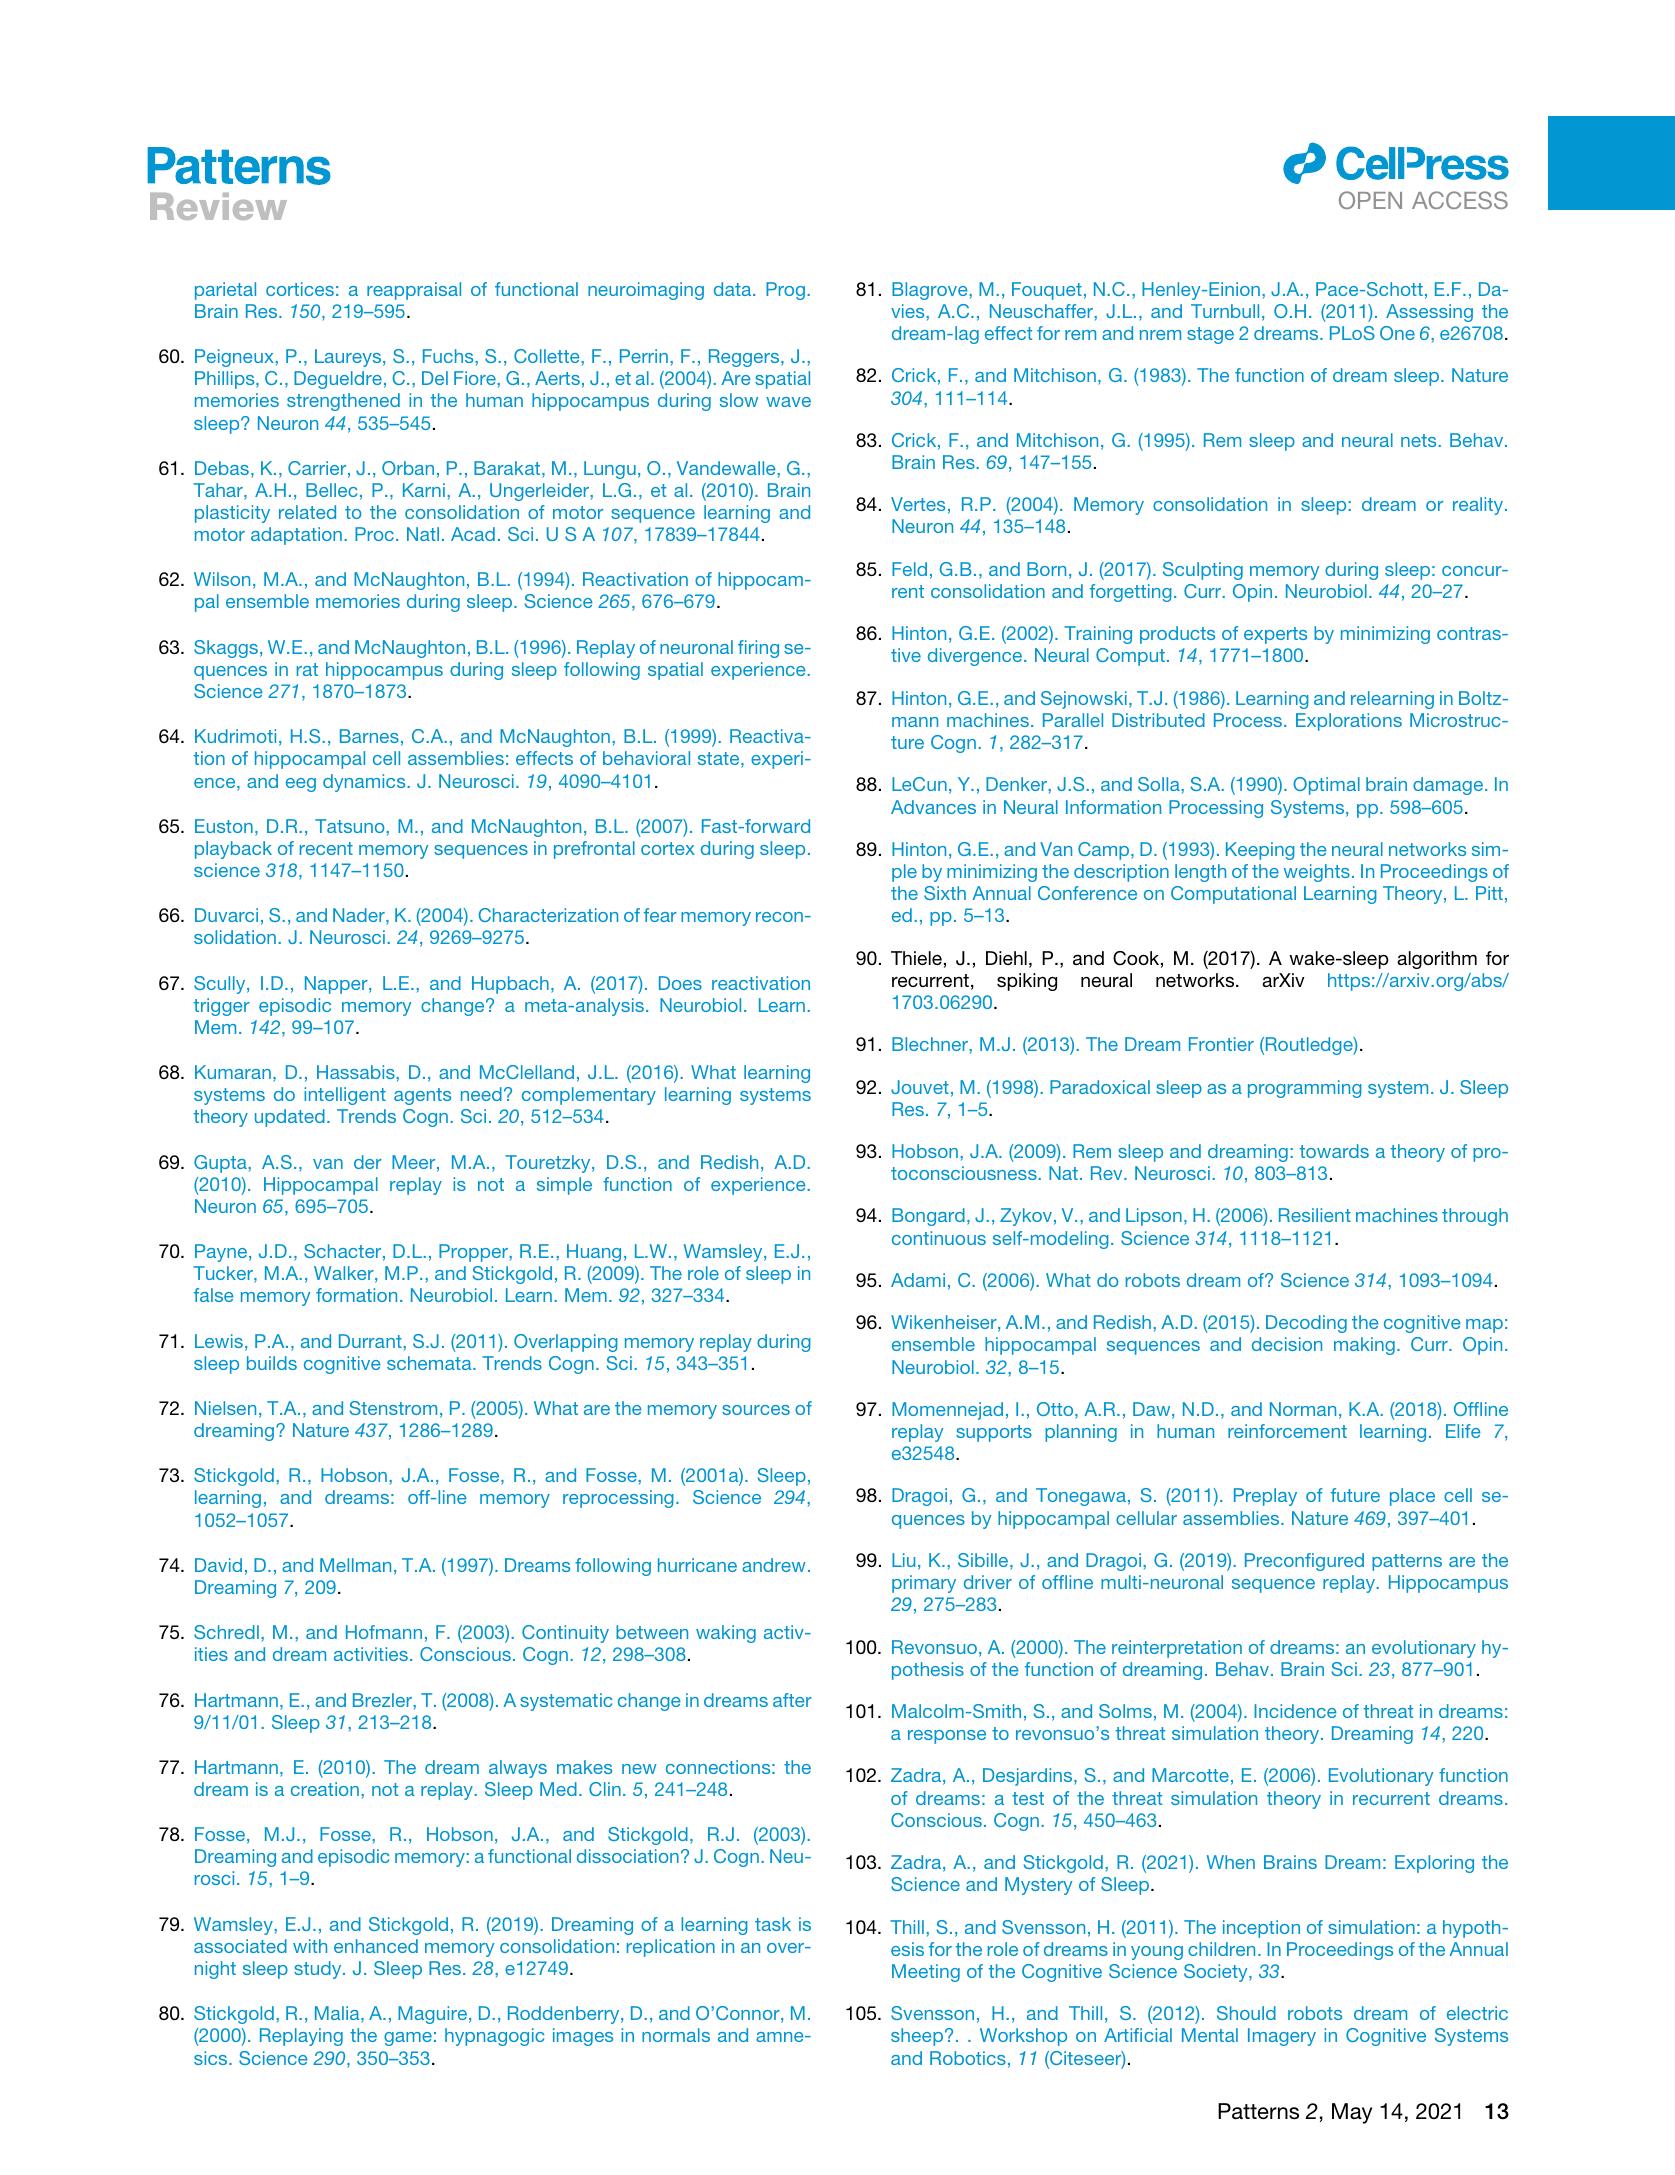 Patterns
Review
CellPress
OPEN ACCESS
parietal cortices: a reappraisal of functional neuroimaging data. Prog.
Brain Res. 150, 219–595.
60. Peigneux, P., Laureys, S., Fuchs, S., Collette, F., Perrin, F., Reggers, J.,
Phillips, C., Degueldre, C., Del Fiore, G., Aerts, J., et al. (2004). Are spatial
memories strengthened in the human hippocampus during slow wave
sleep? Neuron 44, 535–545.
61. Debas, K., Carrier, J., Orban, P., Barakat, M., Lungu, O., Vandewalle, G.,
Tahar, A.H., Bellec, P., Karni, A., Ungerleider, L.G., et al. (2010). Brain
plasticity related to the consolidation of motor sequence learning and
motor adaptation. Proc. Natl. Acad. Sci. U S A 107, 17839–17844.
62. Wilson, M.A., and McNaughton, B.L. (1994). Reactivation of hippocam-
pal ensemble memories during sleep. Science 265, 676–679.
63. Skaggs, W.E., and McNaughton, B.L. (1996). Replay of neuronal firing se-
quences in rat hippocampus during sleep following spatial experience.
Science 271, 1870–1873.
64. Kudrimoti, H.S., Barnes, C.A., and McNaughton, B.L. (1999). Reactiva-
tion of hippocampal cell assemblies: effects of behavioral state, experi-
ence, and eeg dynamics. J. Neurosci. 19, 4090–4101.
65. Euston, D.R., Tatsuno, M., and McNaughton, B.L. (2007). Fast-forward
playback of recent memory sequences in prefrontal cortex during sleep.
science 318, 1147–1150.
66. Duvarci, S., and Nader, K. (2004). Characterization of fear memory recon-
solidation. J. Neurosci. 24, 9269–9275.
67. Scully, I.D., Napper, L.E., and Hupbach, A. (2017). Does reactivation
trigger episodic memory change? a meta-analysis. Neurobiol. Learn.
Mem. 142, 99–107.
68. Kumaran, D., Hassabis, D., and McClelland, J.L. (2016). What learning
systems do intelligent agents need? complementary learning systems
theory updated. Trends Cogn. Sci. 20, 512–534.
69. Gupta, A.S., van der Meer, M.A., Touretzky, D.S., and Redish, A.D.
(2010). Hippocampal replay is not a simple function of experience.
Neuron 65, 695–705.
70. Payne, J.D., Schacter, D.L., Propper, R.E., Huang, L.W., Wamsley, E.J.,
Tucker, M.A., Walker, M.P., and Stickgold, R. (2009). The role of sleep in
false memory formation. Neurobiol. Learn. Mem. 92, 327–334.
71. Lewis, P.A., and Durrant, S.J. (2011). Overlapping memory replay during
sleep builds cognitive schemata. Trends Cogn. Sci. 15, 343–351.
72. Nielsen, T.A., and Stenstrom, P. (2005). What are the memory sources of
dreaming? Nature 437, 1286–1289.
73. Stickgold, R., Hobson, J.A., Fosse, R., and Fosse, M. (2001a). Sleep,
learning, and dreams: off-line memory reprocessing. Science 294,
1052–1057.
74. David, D., and Mellman, T.A. (1997). Dreams following hurricane andrew.
Dreaming 7, 209.
75. Schredl, M., and Hofmann, F. (2003). Continuity between waking activ-
ities and dream activities. Conscious. Cogn. 12, 298–308.
76. Hartmann, E., and Brezler, T. (2008). A systematic change in dreams after
9/11/01. Sleep 31, 213–218.
77. Hartmann, E. (2010). The dream always makes new connections: the
dream is a creation, not a replay. Sleep Med. Clin. 5, 241–248.
78. Fosse, M.J., Fosse, R., Hobson, J.A., and Stickgold, R.J. (2003).
Dreaming and episodic memory: a functional dissociation? J. Cogn. Neu-
rosci. 15, 1–9.
79. Wamsley, E.J., and Stickgold, R. (2019). Dreaming of a learning task is
associated with enhanced memory consolidation: replication in an over-
night sleep study. J. Sleep Res. 28, e12749.
80. Stickgold, R., Malia, A., Maguire, D., Roddenberry, D., and O’Connor, M.
(2000). Replaying the game: hypnagogic images in normals and amne-
sics. Science 290, 350–353.
81. Blagrove, M., Fouquet, N.C., Henley-Einion, J.A., Pace-Schott, E.F., Da-
vies, A.C., Neuschaffer, J.L., and Turnbull, O.H. (2011). Assessing the
dream-lag effect for rem and nrem stage 2 dreams. PLoS One 6, e26708.
82. Crick, F., and Mitchison, G. (1983). The function of dream sleep. Nature
304, 111–114.
83. Crick, F., and Mitchison, G. (1995). Rem sleep and neural nets. Behav.
Brain Res. 69, 147–155.
84. Vertes, R.P. (2004). Memory consolidation in sleep: dream or reality.
Neuron 44, 135–148.
85. Feld, G.B., and Born, J. (2017). Sculpting memory during sleep: concur-
rent consolidation and forgetting. Curr. Opin. Neurobiol. 44, 20–27.
86. Hinton, G.E. (2002). Training products of experts by minimizing contras-
tive divergence. Neural Comput. 14, 1771–1800.
87. Hinton, G.E., and Sejnowski, T.J. (1986). Learning and relearning in Boltz-
mann machines. Parallel Distributed Process. Explorations Microstruc-
ture Cogn. 1, 282–317.
88. LeCun, Y., Denker, J.S., and Solla, S.A. (1990). Optimal brain damage. In
Advances in Neural Information Processing Systems, pp. 598–605.
89. Hinton, G.E., and Van Camp, D. (1993). Keeping the neural networks sim-
ple by minimizing the description length of the weights. In Proceedings of
the Sixth Annual Conference on Computational Learning Theory, L. Pitt,
ed., pp. 5–13.
90. Thiele, J., Diehl, P., and Cook, M. (2017). A wake-sleep algorithm for
recurrent, spiking neural networks. arXiv https://arxiv.org/abs/
1703.06290.
91. Blechner, M.J. (2013). The Dream Frontier (Routledge).
92. Jouvet, M. (1998). Paradoxical sleep as a programming system. J. Sleep
Res. 7, 1–5.
93. Hobson, J.A. (2009). Rem sleep and dreaming: towards a theory of pro-
toconsciousness. Nat. Rev. Neurosci. 10, 803–813.
94. Bongard, J., Zykov, V., and Lipson, H. (2006). Resilient machines through
continuous self-modeling. Science 314, 1118–1121.
95. Adami, C. (2006). What do robots dream of? Science 314, 1093–1094.
96. Wikenheiser, A.M., and Redish, A.D. (2015). Decoding the cognitive map:
ensemble hippocampal sequences and decision making. Curr. Opin.
Neurobiol. 32, 8–15.
97. Momennejad, I., Otto, A.R., Daw, N.D., and Norman, K.A. (2018). Offline
replay supports planning in human reinforcement learning. Elife 7,
e32548.
98. Dragoi, G., and Tonegawa, S. (2011). Preplay of future place cell se-
quences by hippocampal cellular assemblies. Nature 469, 397–401.
99. Liu, K., Sibille, J., and Dragoi, G. (2019). Preconfigured patterns are the
primary driver of offline multi-neuronal sequence replay. Hippocampus
29, 275–283.
100. Revonsuo, A. (2000). The reinterpretation of dreams: an evolutionary hy-
pothesis of the function of dreaming. Behav. Brain Sci. 23, 877–901.
101. Malcolm-Smith, S., and Solms, M. (2004). Incidence of threat in dreams:
a response to revonsuo’s threat simulation theory. Dreaming 14, 220.
102. Zadra, A., Desjardins, S., and Marcotte, E. (2006). Evolutionary function
of dreams: a test of the threat simulation theory in recurrent dreams.
Conscious. Cogn. 15, 450–463.
103. Zadra, A., and Stickgold, R. (2021). When Brains Dream: Exploring the
Science and Mystery of Sleep.
104. Thill, S., and Svensson, H. (2011). The inception of simulation: a hypoth-
esis for the role of dreams in young children. In Proceedings of the Annual
Meeting of the Cognitive Science Society, 33.
105. Svensson, H., and Thill, S. (2012). Should robots dream of electric
sheep?. . Workshop on Artificial Mental Imagery in Cognitive Systems
and Robotics, 11 (Citeseer).
Patterns 2, May 14, 2021 13